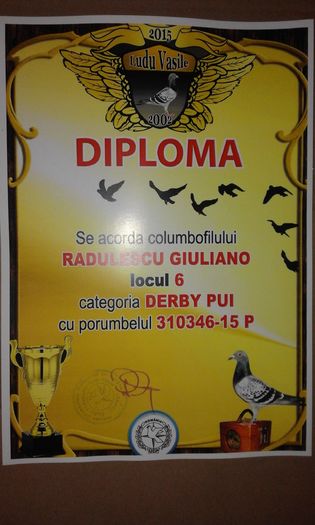 2015
Ludu Vasile
2002
DIPLOMA
Se acorda columbofilului
RADULESCU GIULIANO
locul 6
categoria DERBY PUI
cu porumbelul 310346-15 P